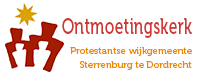 Ontmoetingskerk
Protestantse wijkgemeente
Sterrenburg te Dordrecht